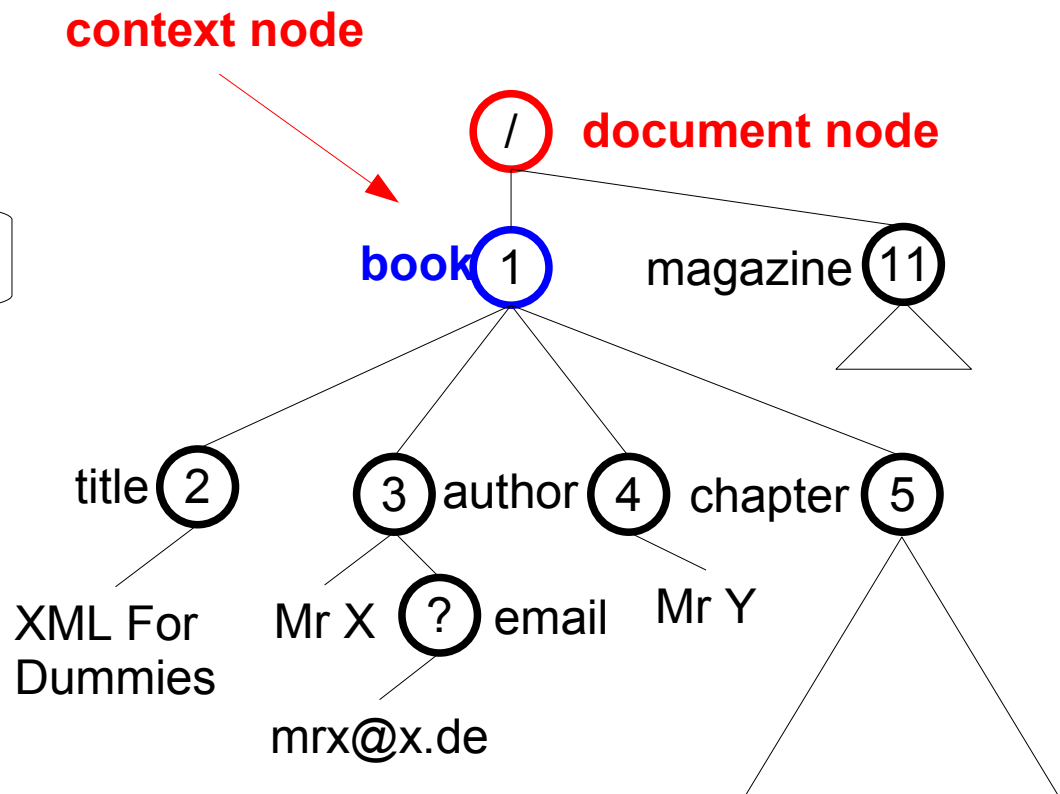 context node
/ document node
book 1 magazine 11
title 2 3 author 4 chapter 5
XML For
Dummies
Mr X ? email Mr Y
mrx@x.de